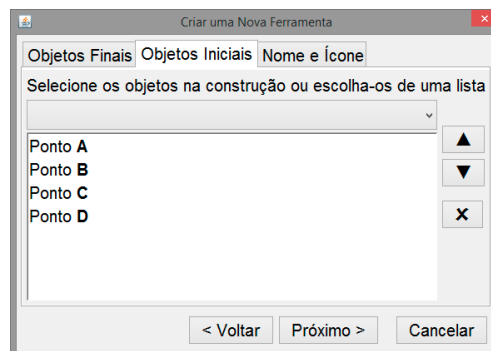 Criar uma Nova Ferramenta
Objetos Finais Objetos Iniciais Nome e Ícone
Selecione os objetos na construção ou escolha-os de uma lista
Ponto A
Ponto B
Ponto C
Ponto D
< Voltar Próximo > Cancelar